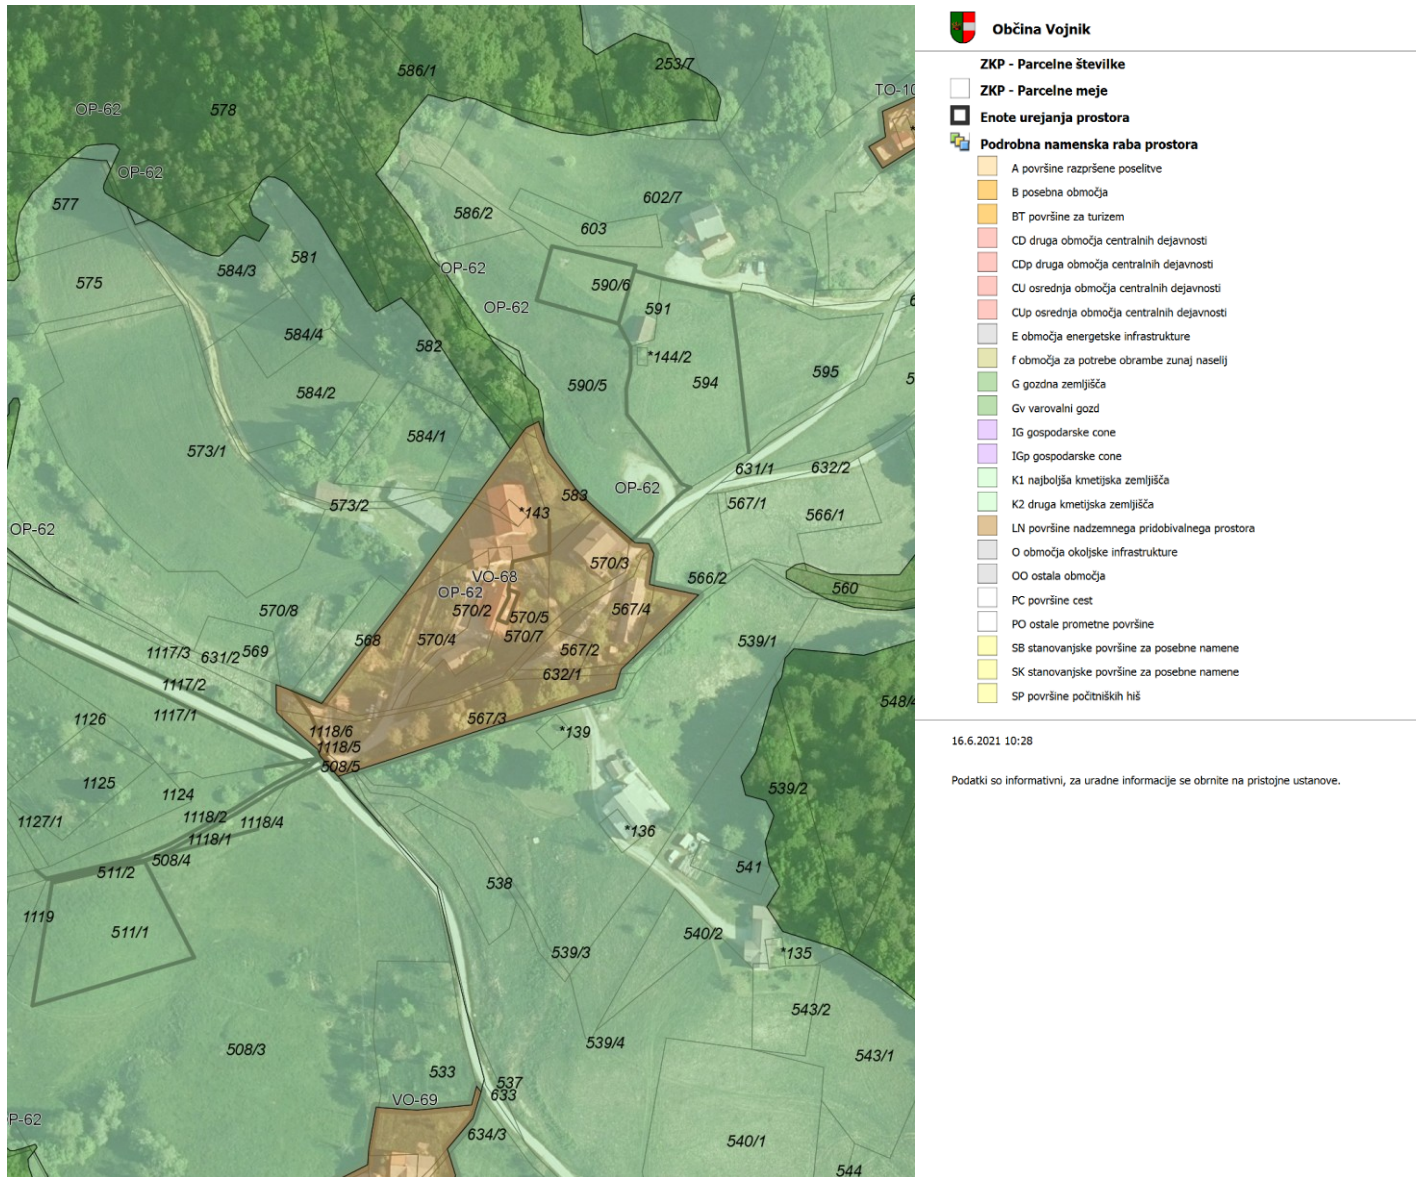 586/1
253/7
578
OP-62
TO-10
OP-62
577
602/7
586/2
603
581
584/3
OP-62
575
590/6
OP-62
591
584/4
582
*144/2
595
594
590/5
584/2
584/1
573/1
631/1
632/2
OP-62
583
573/2
567/1
*143
566/1
OP-62
570/3
VO-68
566/2
560
OP-62
570/8
570/2
570/5
567/4
568
570/4
570/7
539/1
1117/3
631/2
569
567/2
632/1
1117/2
548/4
1126
1117/1
567/3
1118/6
*139
1118/5
508/5
1125
539/2
1124
1127/1
1118/2
1118/4
*136
1118/1
508/4
541
511/2
538
1119
511/1
540/2
539/3
*135
543/2
539/4
508/3
543/1
533
537
633
VO-69
634/3
540/1
544
Občina Vojnik
ZKP - Parcelne številke
ZKP - Parcelne meje
Enote urejanja prostora
Podrobna namenska raba prostora
A površine razpršene poselitve
B posebna območja
BT površine za turizem
CD druga območja centralnih dejavnosti
CDp druga območja centralnih dejavnosti
CU osrednja območja centralnih dejavnosti
CUp osrednja območja centralnih dejavnosti
E območja energetske infrastrukture
f območja za potrebe obrambe zunaj naselij
G gozdna zemljišča
Gv varovalni gozd
IG gospodarske cone
IGp gospodarske cone
K1 najboljša kmetijska zemljišča
K2 druga kmetijska zemljišča
LN površine nadzemnega pridobivalnega prostora
O območja okoljske infrastrukture
OO ostala območja
PC površine cest
PO ostale prometne površine
SB stanovanjske površine za posebne namene
SK stanovanjske površine za posebne namene
SP površine počitniških hiš
16.6.2021 10:28
Podatki so informativni, za uradne informacije se obrnite na pristojne ustanove.